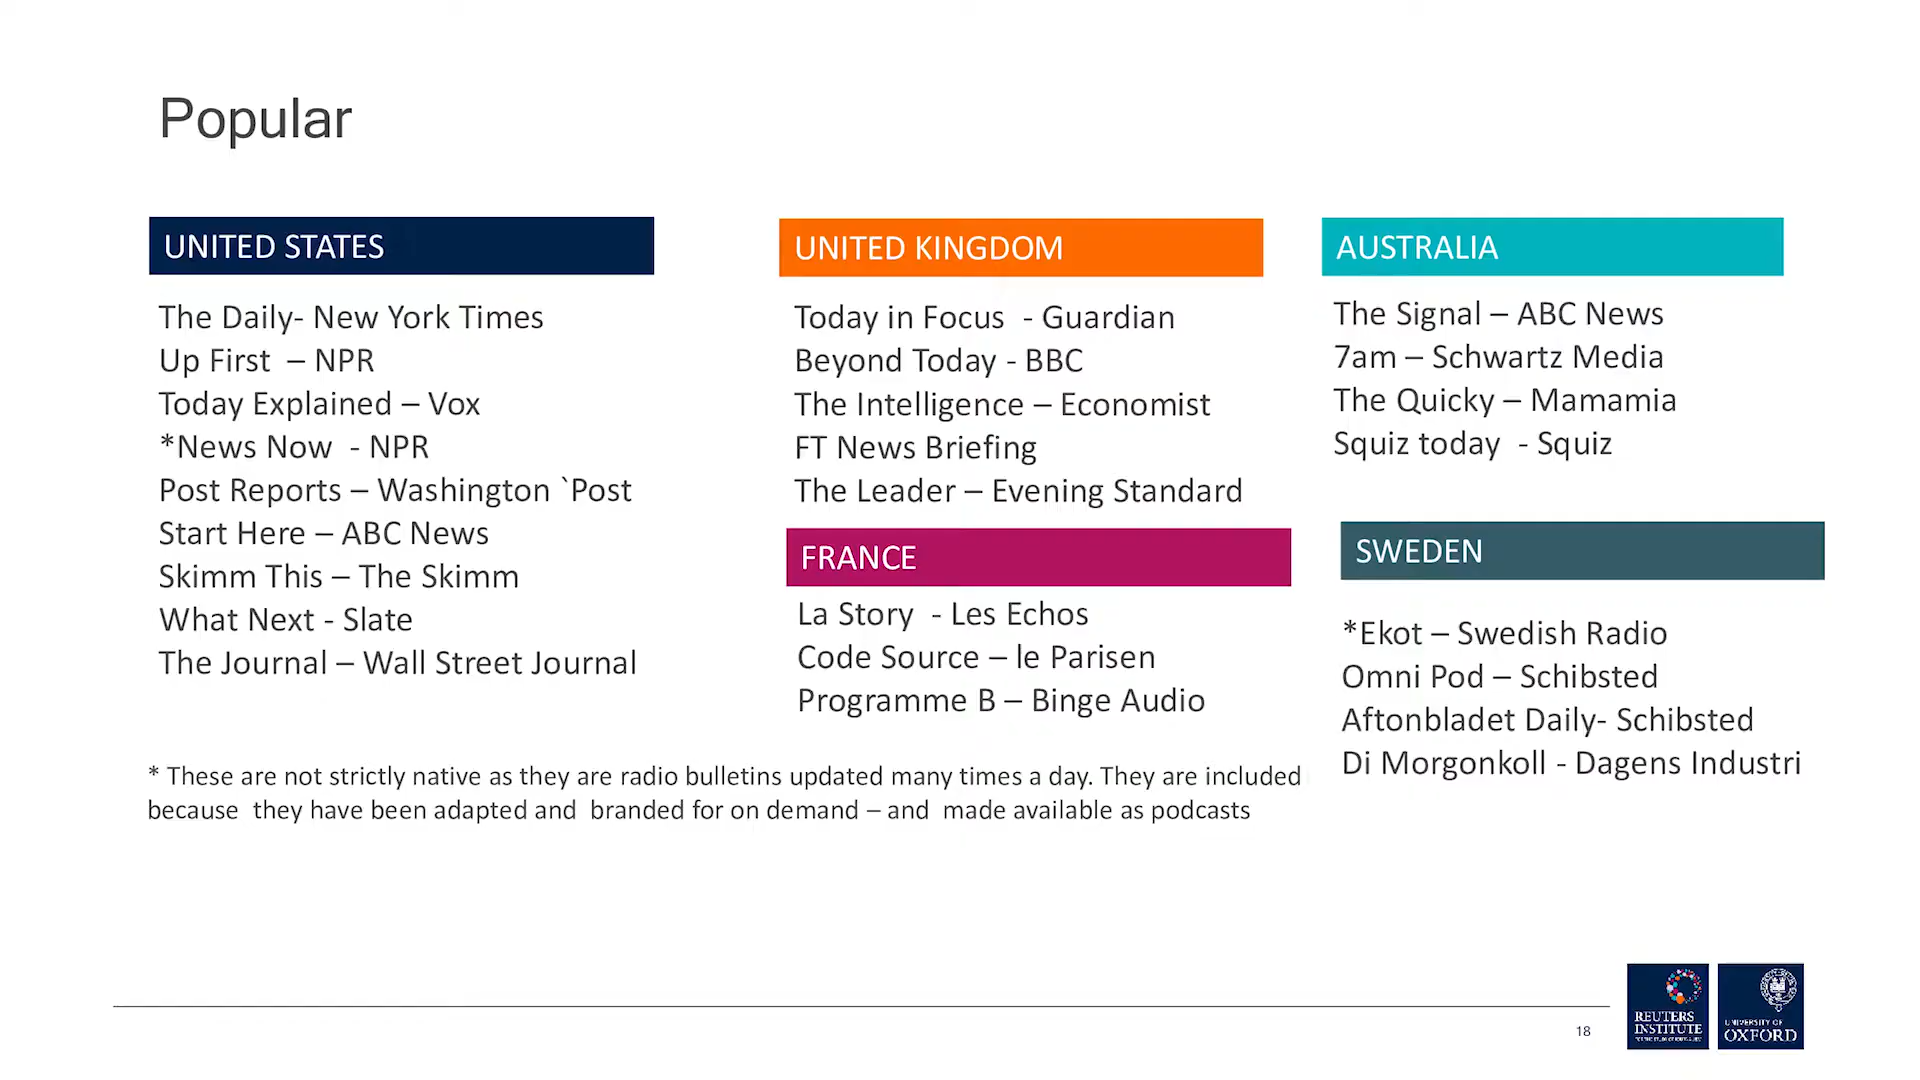 Popular
UNITED STATES
The Daily- New York Times
Up First – NPR
Today Explained – Vox
*News Now - NPR
Post Reports – Washington `Post
Start Here – ABC News
Skimm This – The Skimm
What Next - Slate
The Journal – Wall Street Journal
UNITED KINGDOM
Today in Focus - Guardian
Beyond Today - BBC
The Intelligence – Economist
FT News Briefing
The Leader – Evening Standard
FRANCE
La Story - Les Echos
Code Source – le Parisen
Programme B – Binge Audio
AUSTRALIA
The Signal – ABC News
7am – Schwartz Media
The Quicky – Mamamia
Squiz today - Squiz
SWEDEN
*Ekot – Swedish Radio
Omni Pod – Schibsted
Aftonbladet Daily- Schibsted
Di Morgonkoll - Dagens Industri
* These are not strictly native as they are radio bulletins updated many times a day. They are included
because they have been adapted and branded for on demand – and made available as podcasts
18
REUTERS
INSTITUTE
UNIVERSITY OF
OXFORD